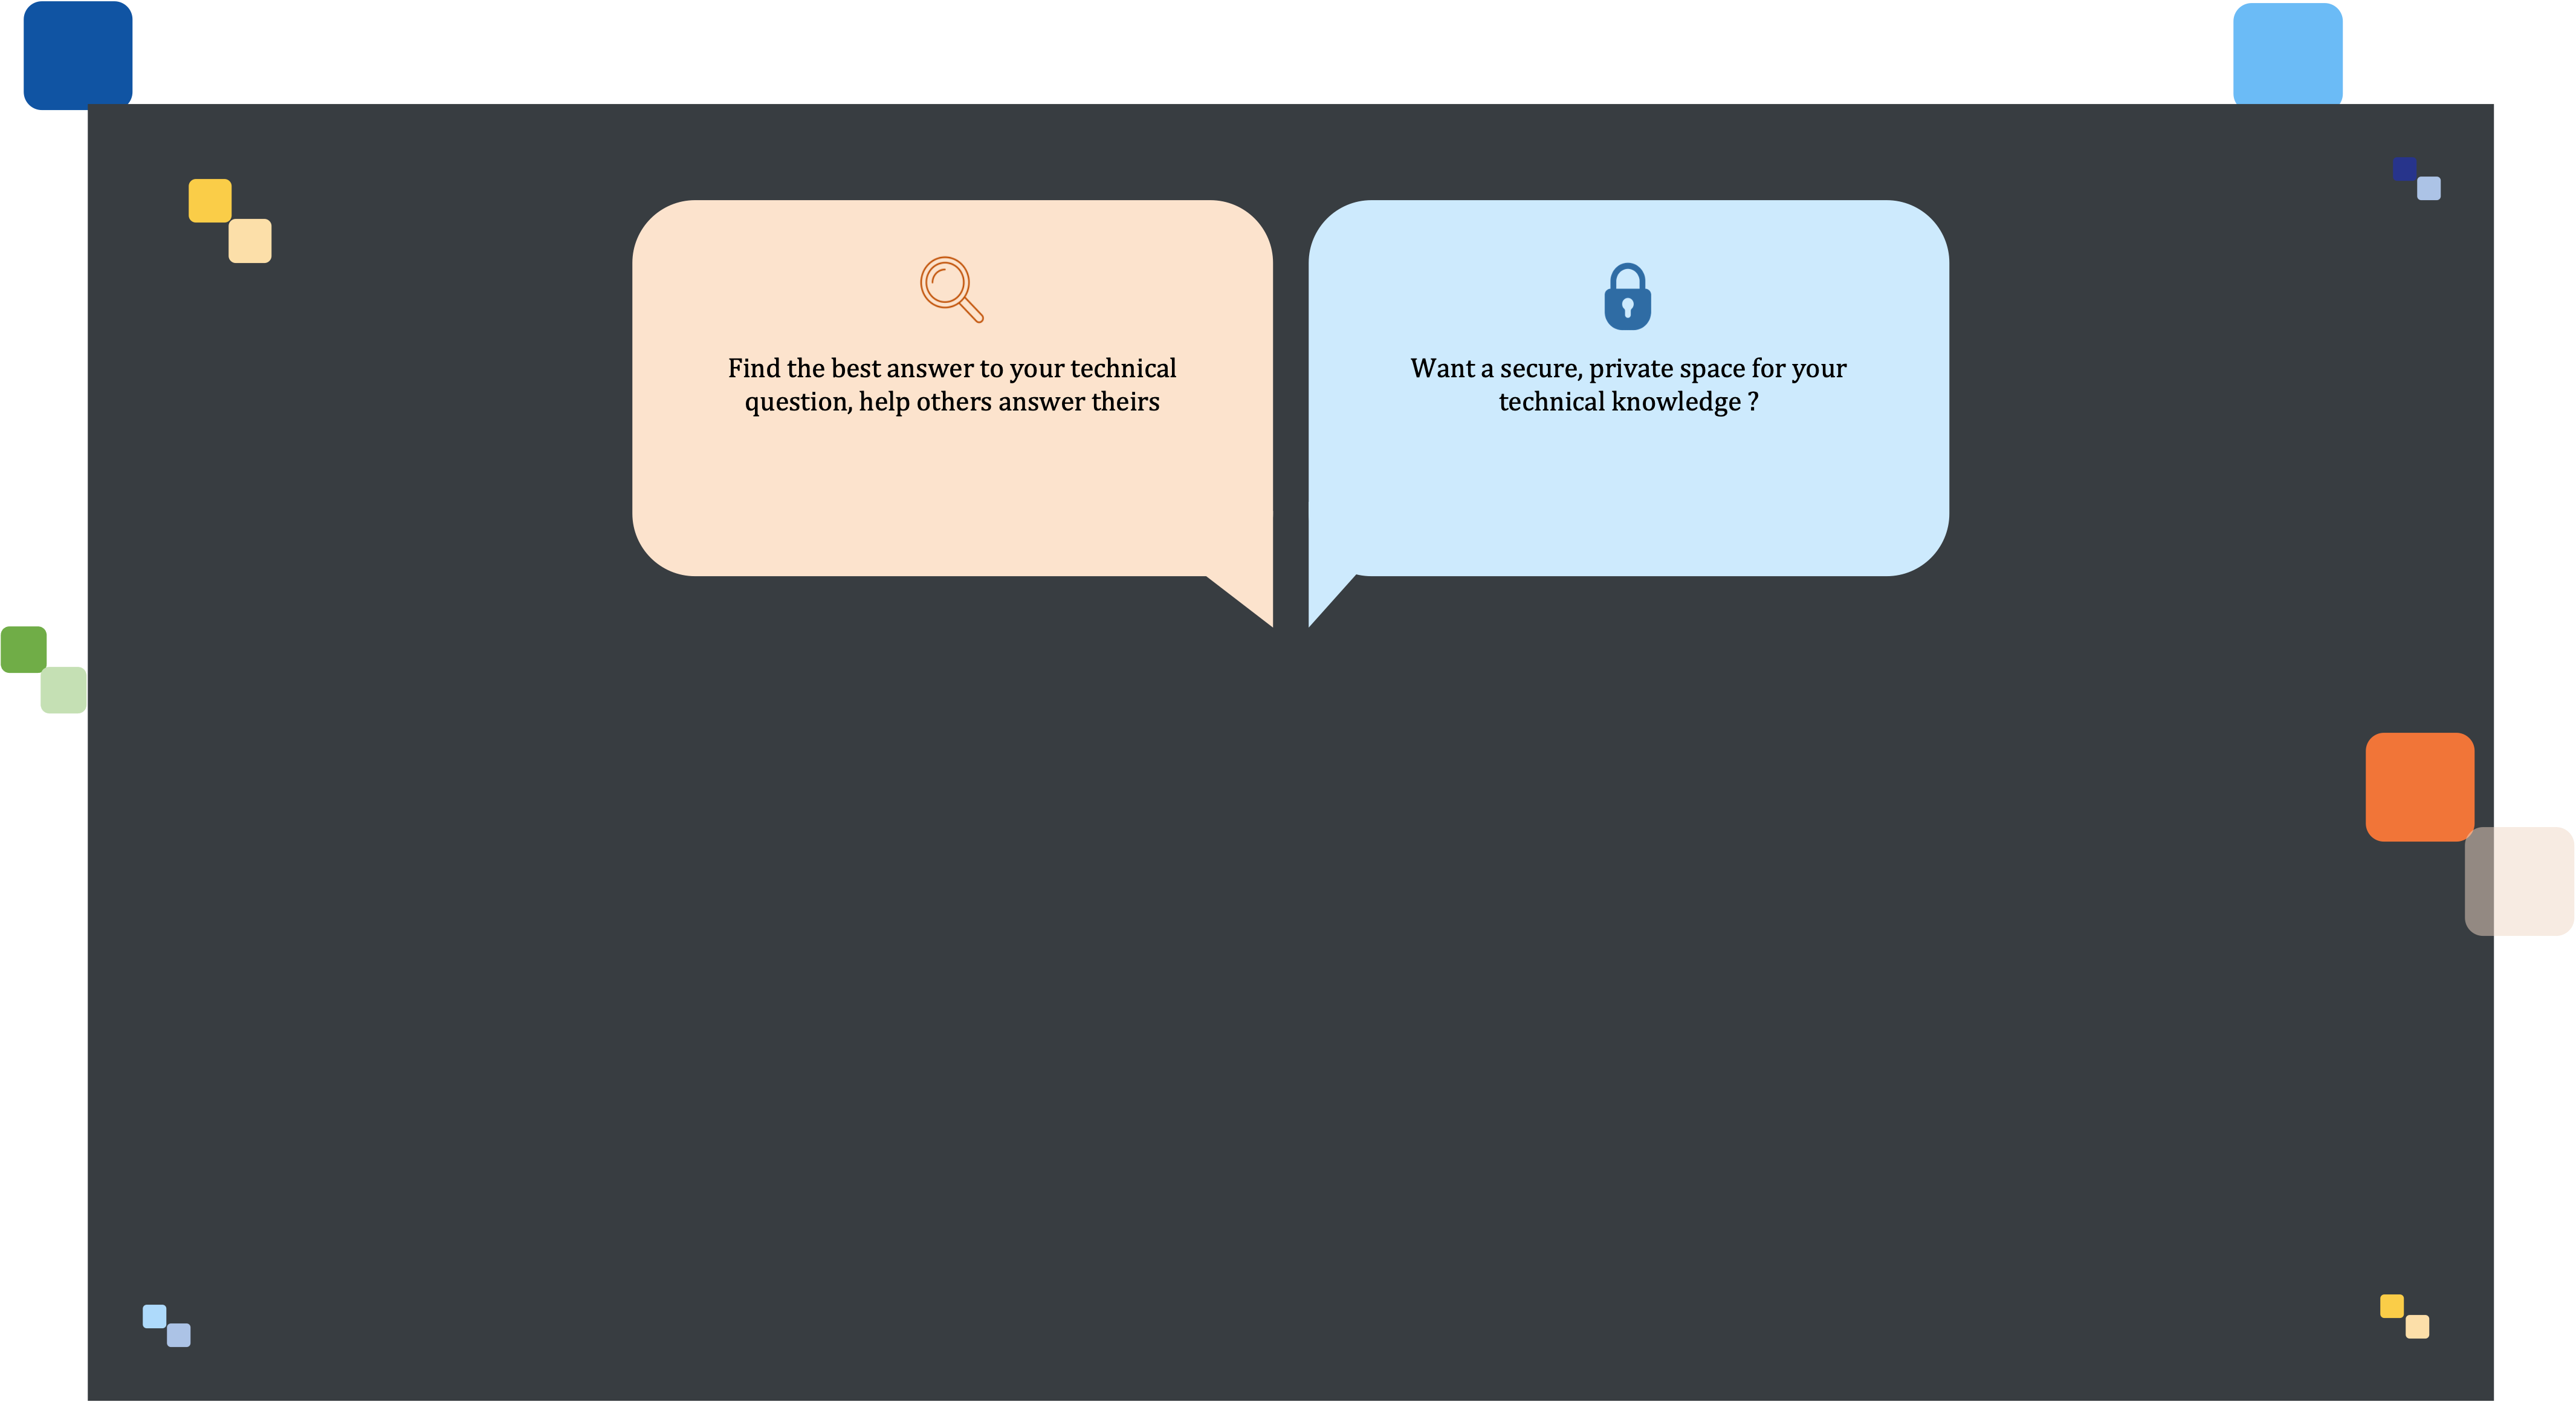 Find the best answer to your technical
question, help others answer theirs
Want a secure, private space for your
technical knowledge ?